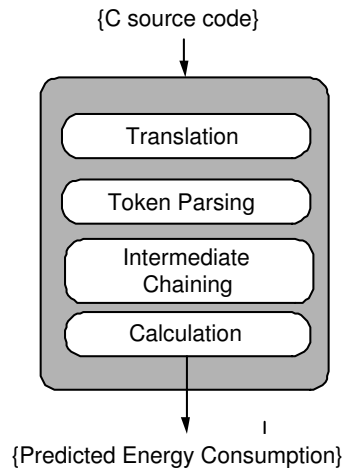 {C source code}
Translation
Token Parsing
Intermediate
Chaining
Calculation
{Predicted Energy Consumption}